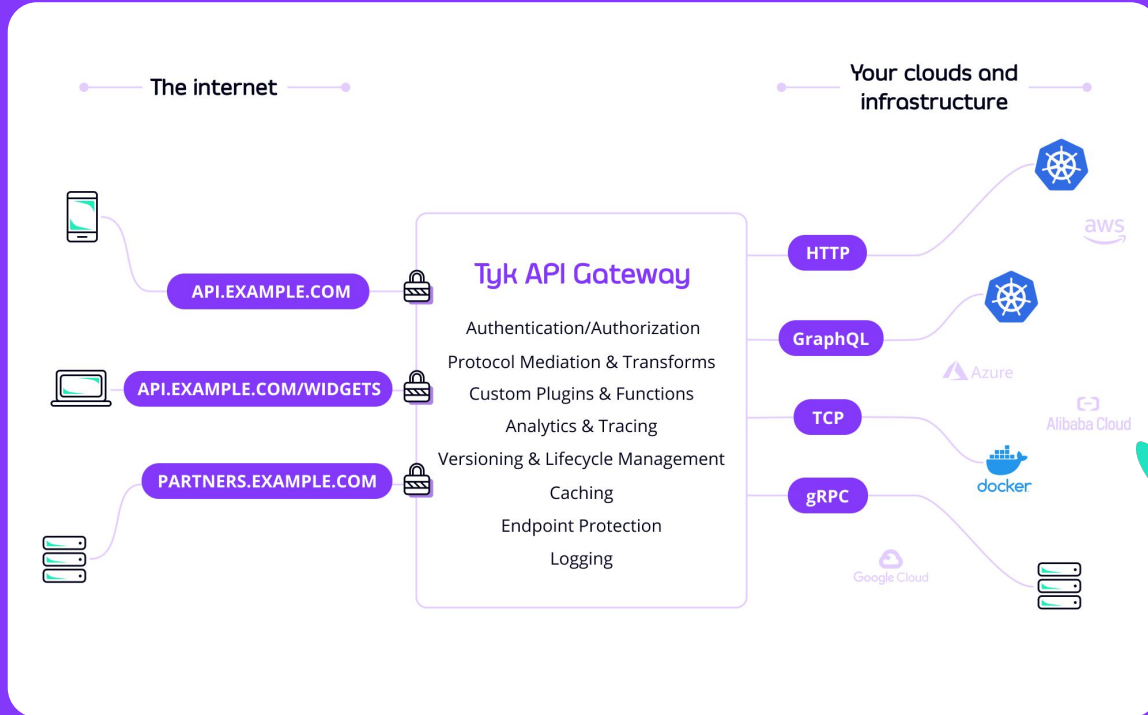 The internet
Your clouds and
infrastructure
aws
API.EXAMPLE.COM
API.EXAMPLE.COM/WIDGETS
PARTNERS.EXAMPLE.COM
Tyk API Gateway
Authentication/Authorization
Protocol Mediation & Transforms
Custom Plugins & Functions
Analytics & Tracing
Versioning & Lifecycle Management
Caching
Endpoint Protection
Logging
HTTP
GraphQL
TCP
gRPC
Azure
Alibaba Cloud
docker
Google Cloud